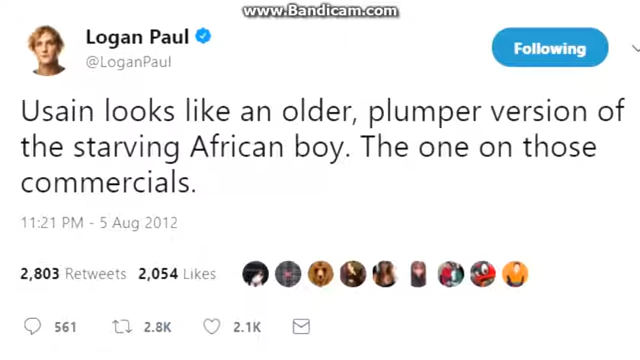 www.Bandicam.com
Logan Paul
@LoganPaul
Following
Usain looks like an older, plumper version of
the starving African boy. The one on those
commercials.
11:21 PM - 5 Aug 2012
2,803 Retweets 2,054 Likes
561 2.8K 2.1K